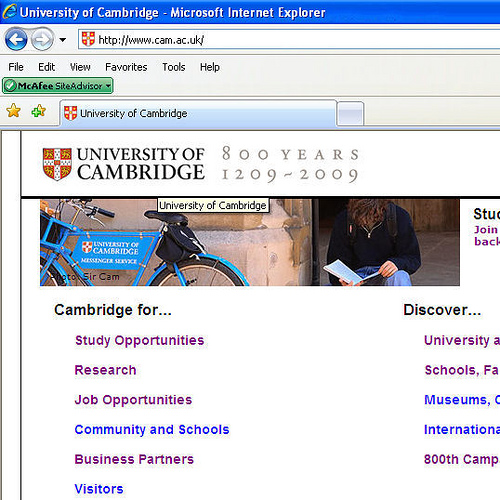 University of Cambridge - Microsoft Internet Explorer
http://www.cam.ac.uk/
File Edit View Favorites Tools Help
McAfee SiteAdvisor
University of Cambridge
UNIVERSITY OF CAMBRIDGE
800 YEARS
1209~2009
University of Cambridge
UNIVERSITY OF
CAMBRIDGE
MESSENGER SERVICE
Photo: Sir Cam
Stu
Join
back
Cambridge for...
Study Opportunities
Research
Job Opportunities
Community and Schools
Business Partners
Visitors
Discover...
University a
Schools, Fa
Museums, C
Internationa
800th Camp